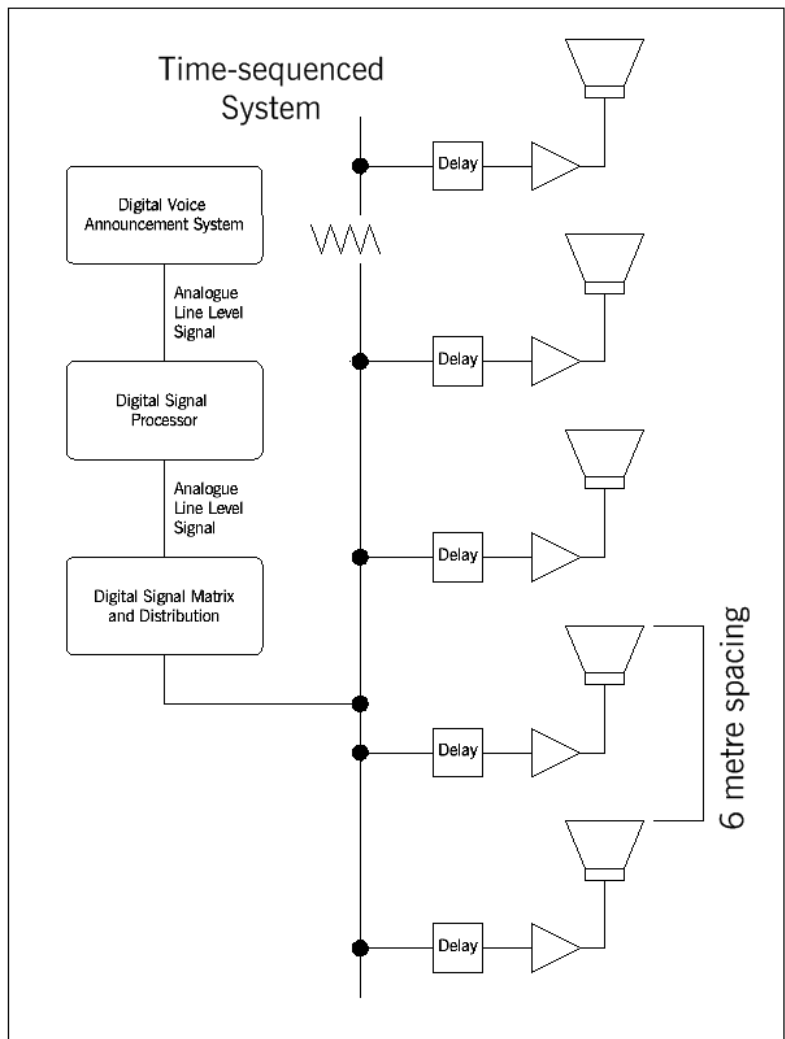 Time-sequenced
System
Digital Voice
Announcement System
Analogue
Line Level
Signal
Digital Signal
Processor
Analogue
Line Level
Signal
Digital Signal Matrix
and Distribution
Delay
Delay
Delay
Delay
Delay
6 metre spacing